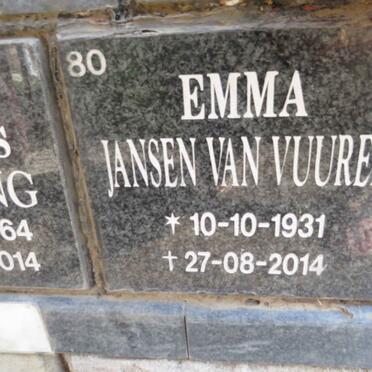 80
EMMA
JANSEN VAN VUURE
* 10-10-1931
† 27-08-2014
S
NG
64
014